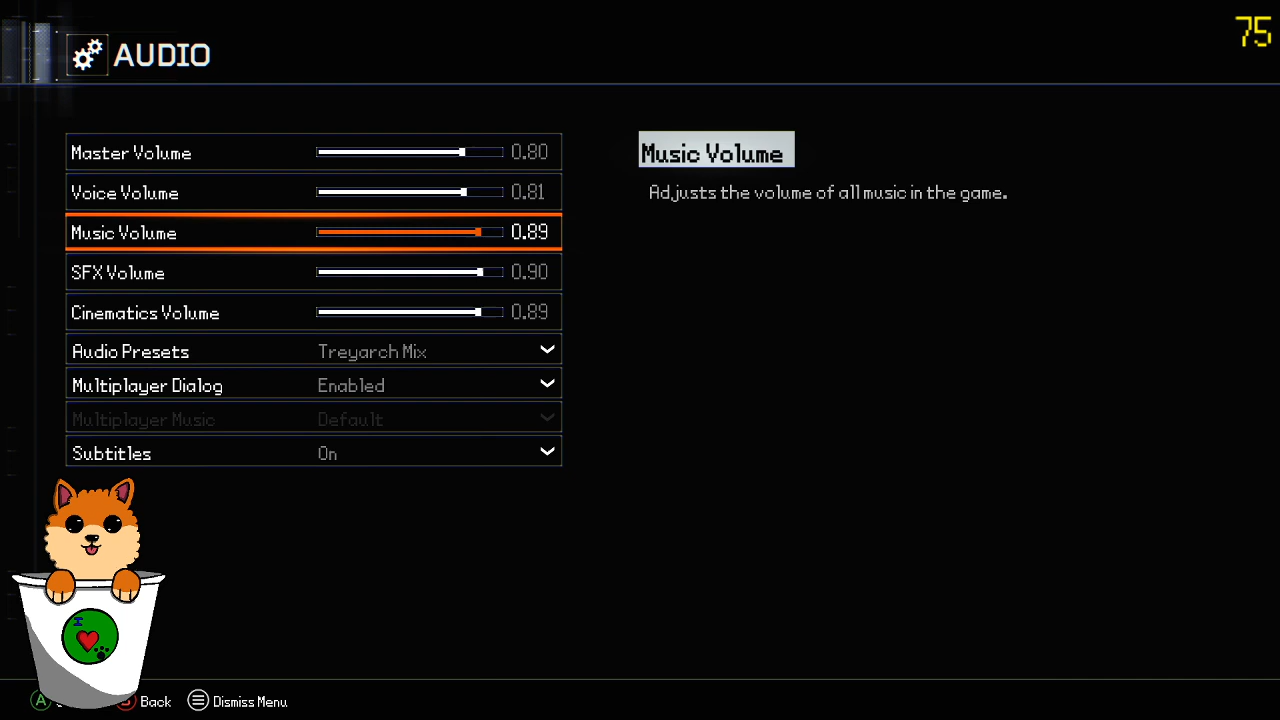 75
AUDIO
Master Volume 0.80
Voice Volume 0.81
Music Volume 0.89
SFX Volume 0.90
Cinematics Volume 0.89
Audio Presets Treyarch Mix
Multiplayer Dialog Enabled
Multiplayer Music Default
Subtitles On
Music Volume
Adjusts the volume of all music in the game.
I
A
Back
Dismiss Menu